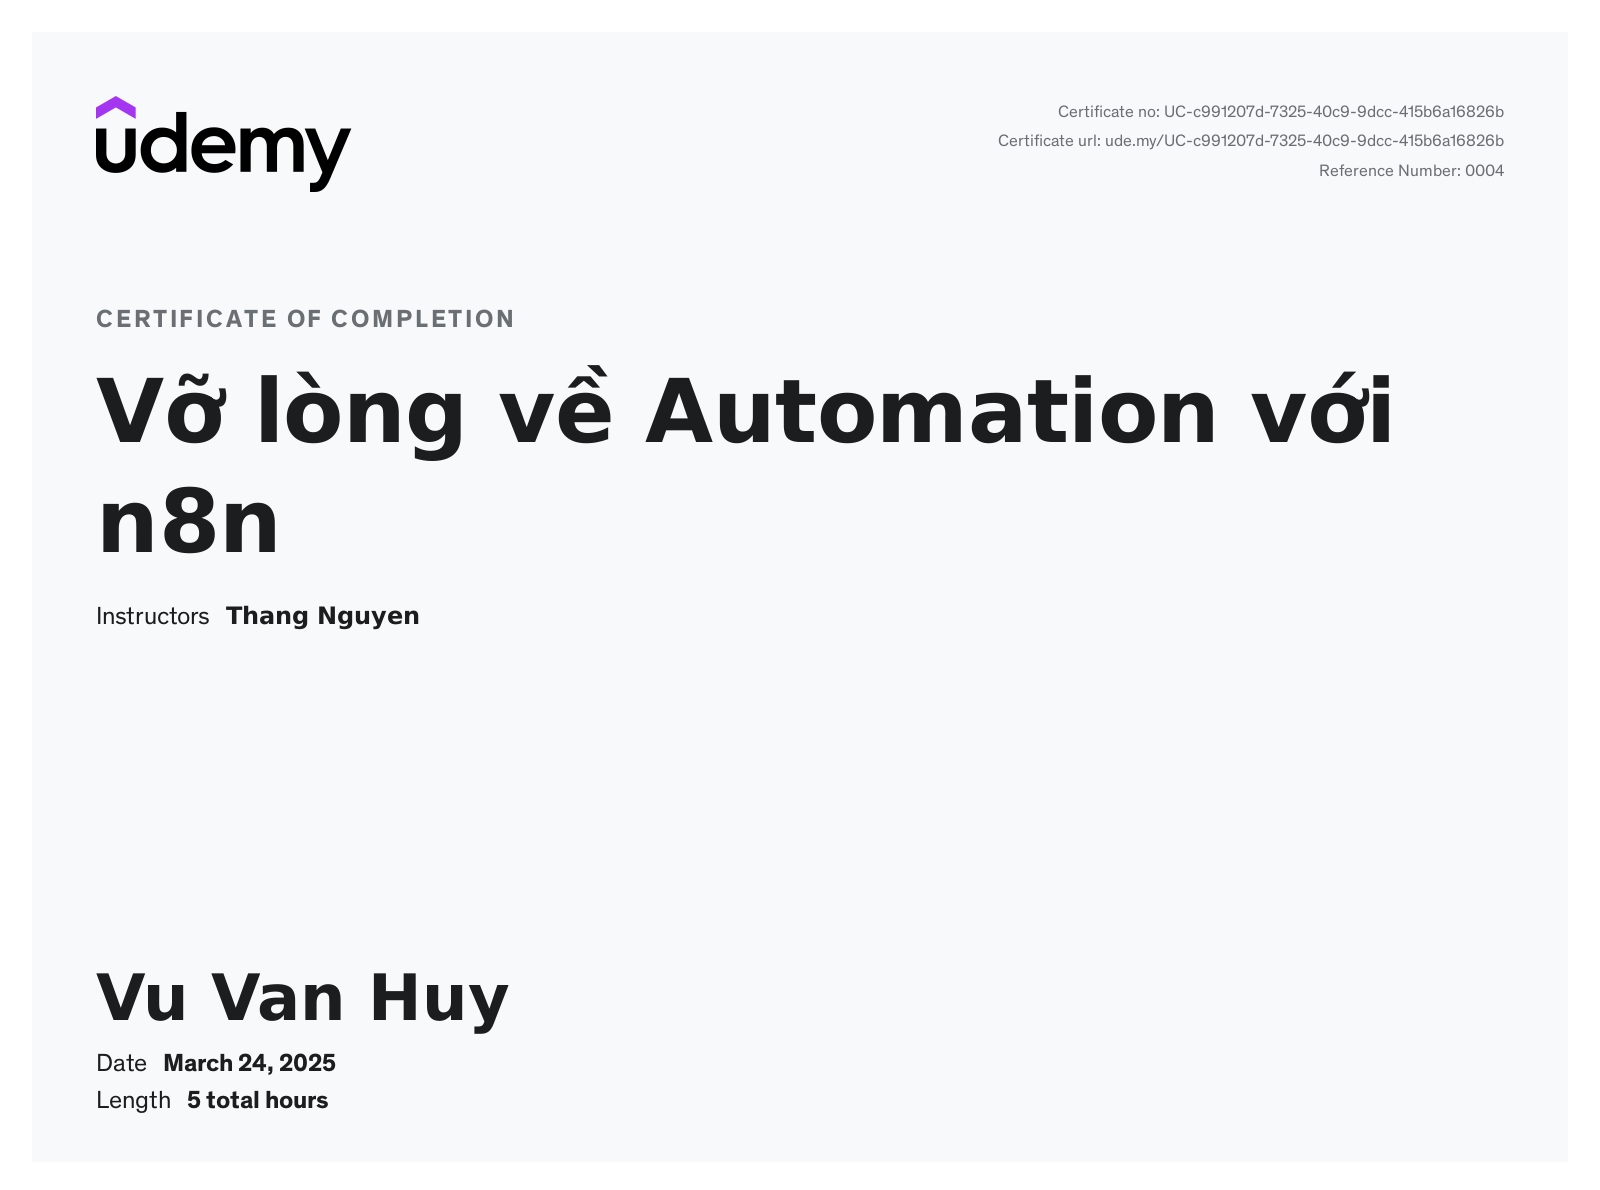 udemy
Certificate no: UC-c991207d-7325-40c9-9dcc-415b6a16826b
Certificate url: ude.my/UC-c991207d-7325-40c9-9dcc-415b6a16826b
Reference Number: 0004
CERTIFICATE OF COMPLETION
Vỡ lòng về Automation với
n8n
Instructors Thang Nguyen
Vu Van Huy
Date March 24, 2025
Length 5 total hours